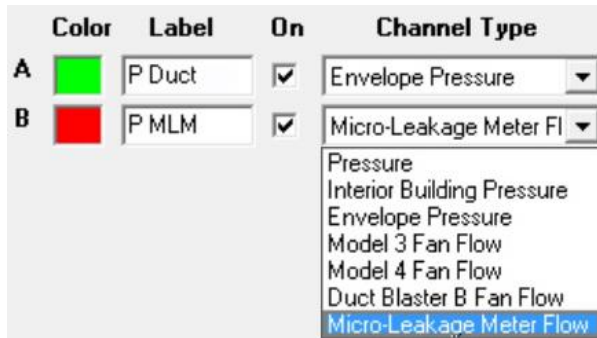 Color Label On Channel Type
A P Duct Envelope Pressure
B P MLM Micro-Leakage Meter Fl
Pressure
Interior Building Pressure
Envelope Pressure
Model 3 Fan Flow
Model 4 Fan Flow
Duct Blaster B Fan Flow
Micro-Leakage Meter Flow